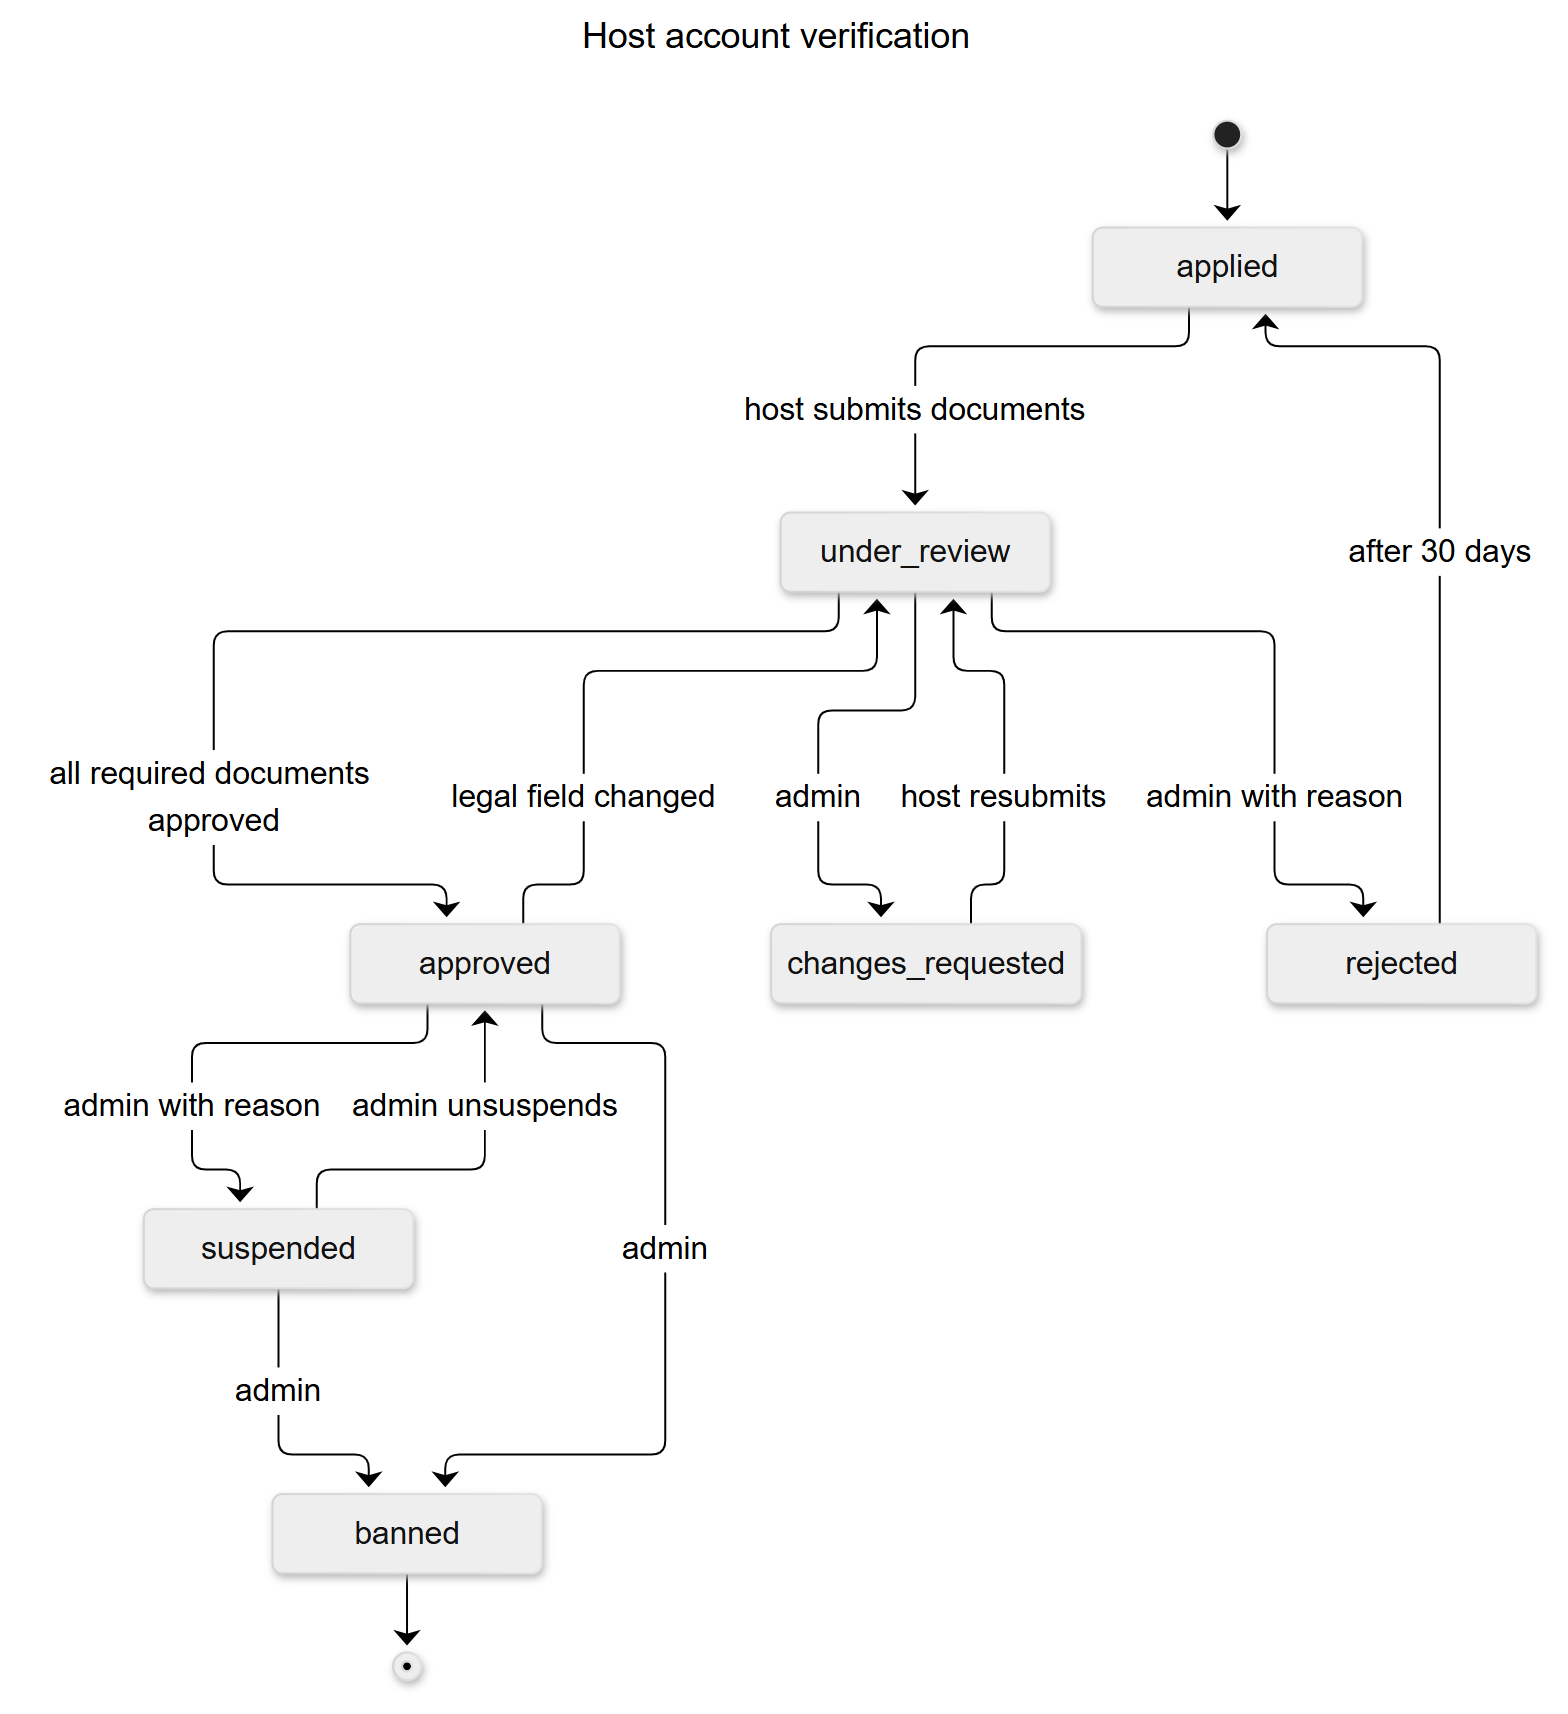 Host account verification
applied
host submits documents
under_review
after 30 days
all required documents
approved
legal field changed
admin
host resubmits
admin with reason
approved
changes_requested
rejected
admin with reason
admin unsuspends
suspended
admin
admin
banned